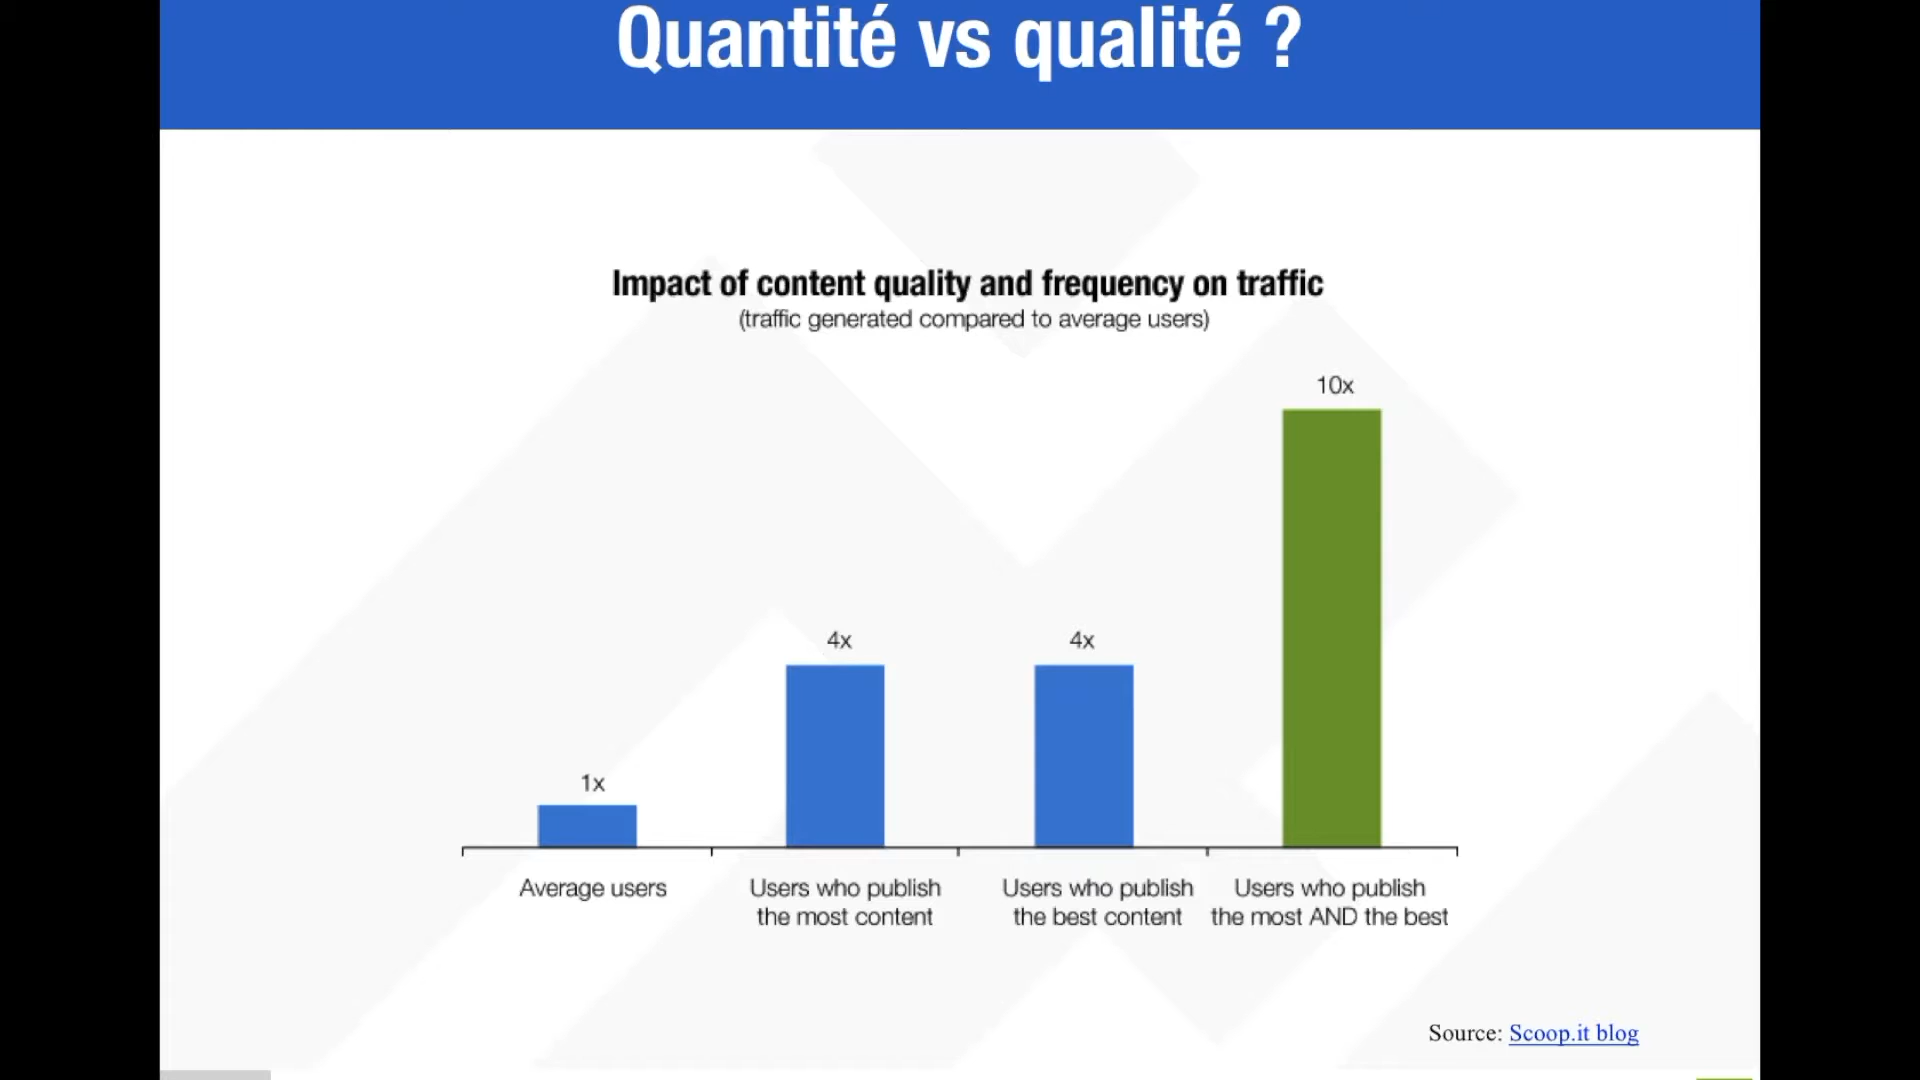 Quantité vs qualité ?
Impact of content quality and frequency on traffic
(traffic generated compared to average users)
10x
4x
4x
1x
Average users
Users who publish
the most content
Users who publish
the best content
Users who publish
the most AND the best
Source: Scoop.it blog